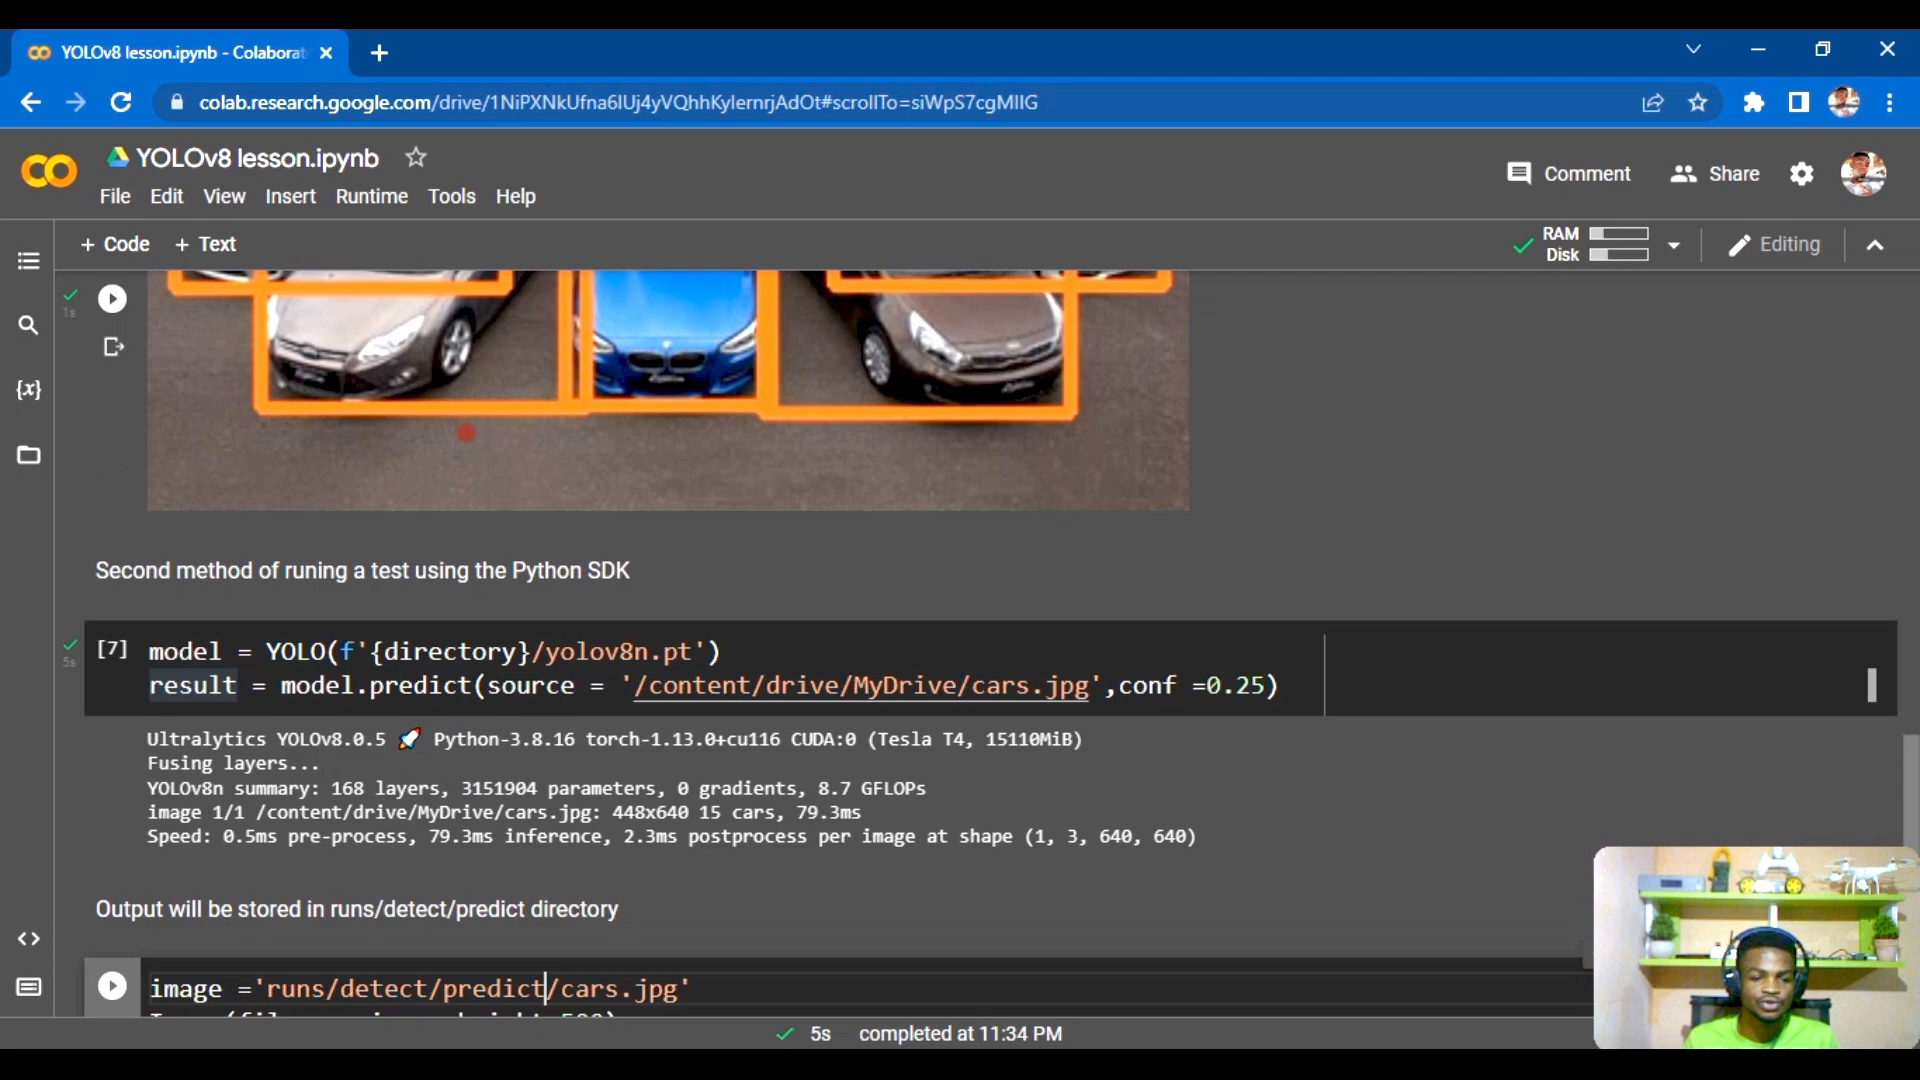 YOLOv8 lesson.ipynb - Colaborat
colab.research.google.com/drive/1NiPXNkUfna6IUj4yVQhhKylernrjAdOt#scrollTo=siWpS7cgMIIG
YOLOv8 lesson.ipynb
File Edit View Insert Runtime Tools Help
Comment Share
+ Code + Text
RAM
Disk
Editing
1s
Second method of runing a test using the Python SDK
[7] model = YOLO(f'{directory}/yolov8n.pt')
5s
result = model.predict(source = '/content/drive/MyDrive/cars.jpg',conf =0.25)
Ultralytics YOLOv8.0.5 🚀 Python-3.8.16 torch-1.13.0+cu116 CUDA:0 (Tesla T4, 15110MiB)
Fusing layers...
YOLOv8n summary: 168 layers, 3151904 parameters, 0 gradients, 8.7 GFLOPs
image 1/1 /content/drive/MyDrive/cars.jpg: 448x640 15 cars, 79.3ms
Speed: 0.5ms pre-process, 79.3ms inference, 2.3ms postprocess per image at shape (1, 3, 640, 640)
Output will be stored in runs/detect/predict directory
image ='runs/detect/predict/cars.jpg'
5s completed at 11:34 PM